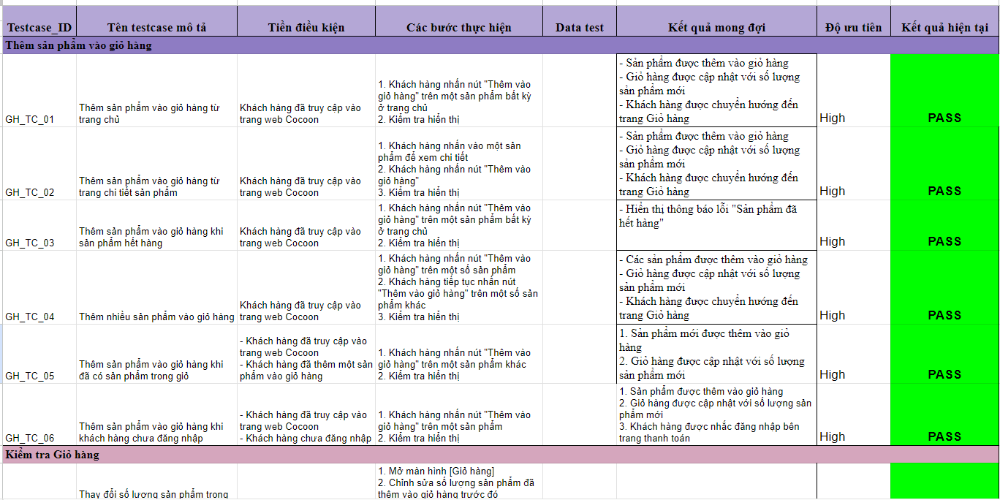 Testcase_ID
Tên testcase mô tả
Tiền điều kiện
Các bước thực hiện
Data test
Kết quả mong đợi
Độ ưu tiên
Kết quả hiện tại
Thêm sản phẩm vào giỏ hàng
GH_TC_01
Thêm sản phẩm vào giỏ hàng từ
trang chủ
Khách hàng đã truy cập vào
trang web Cocoon
1. Khách hàng nhấn nút "Thêm vào
giỏ hàng" trên một sản phẩm bất kỳ
ở trang chủ
2. Kiểm tra hiển thị
- Sản phẩm được thêm vào giỏ hàng
- Giỏ hàng được cập nhật với số lượng
sản phẩm mới
- Khách hàng được chuyển hướng đến
trang Giỏ hàng
High
PASS
GH_TC_02
Thêm sản phẩm vào giỏ hàng từ
trang chi tiết sản phẩm
Khách hàng đã truy cập vào
trang web Cocoon
1. Khách hàng nhấn vào một sản
phẩm để xem chi tiết
2. Khách hàng nhấn nút "Thêm vào
giỏ hàng"
3. Kiểm tra hiển thị
- Sản phẩm được thêm vào giỏ hàng
- Giỏ hàng được cập nhật với số lượng
sản phẩm mới
- Khách hàng được chuyển hướng đến
trang Giỏ hàng
High
PASS
GH_TC_03
Thêm sản phẩm vào giỏ hàng khi
sản phẩm hết hàng
Khách hàng đã truy cập vào
trang web Cocoon
1. Khách hàng nhấn nút "Thêm vào
giỏ hàng" trên một sản phẩm bất kỳ
ở trang chủ
2. Kiểm tra hiển thị
- Hiển thị thông báo lỗi "Sản phẩm đã
hết hàng"
High
PASS
GH_TC_04
Thêm nhiều sản phẩm vào giỏ hàng
Khách hàng đã truy cập vào
trang web Cocoon
1. Khách hàng nhấn nút "Thêm vào
giỏ hàng" trên một số sản phẩm
2. Khách hàng tiếp tục nhấn nút
"Thêm vào giỏ hàng" trên một số sản
phẩm khác
3. Kiểm tra hiển thị
- Các sản phẩm được thêm vào giỏ hàng
- Giỏ hàng được cập nhật với số lượng
sản phẩm mới
- Khách hàng được chuyển hướng đến
trang Giỏ hàng
High
PASS
GH_TC_05
Thêm sản phẩm vào giỏ hàng khi
đã có sản phẩm trong giỏ
- Khách hàng đã truy cập vào
trang web Cocoon
- Khách hàng đã thêm một sản
phẩm vào giỏ hàng
1. Khách hàng nhấn nút "Thêm vào
giỏ hàng" trên một sản phẩm khác
2. Kiểm tra hiển thị
1. Sản phẩm mới được thêm vào giỏ
hàng
2. Giỏ hàng được cập nhật với số lượng
sản phẩm mới
High
PASS
GH_TC_06
Thêm sản phẩm vào giỏ hàng khi
khách hàng chưa đăng nhập
- Khách hàng đã truy cập vào
trang web Cocoon
- Khách hàng chưa đăng nhập
1. Khách hàng nhấn nút "Thêm vào
giỏ hàng" trên một sản phẩm
2. Kiểm tra hiển thị
1. Sản phẩm được thêm vào giỏ hàng
2. Giỏ hàng được cập nhật với số lượng sản
phẩm mới
3. Khách hàng được nhắc đăng nhập bên
trang thanh toán
High
PASS
Kiểm tra Giỏ hàng
Thay đổi số lượng sản phẩm trong
1. Mở màn hình [Giỏ hàng]
2. Chỉnh sửa số lượng sản phẩm đã
thêm vào giỏ hàng trước đó